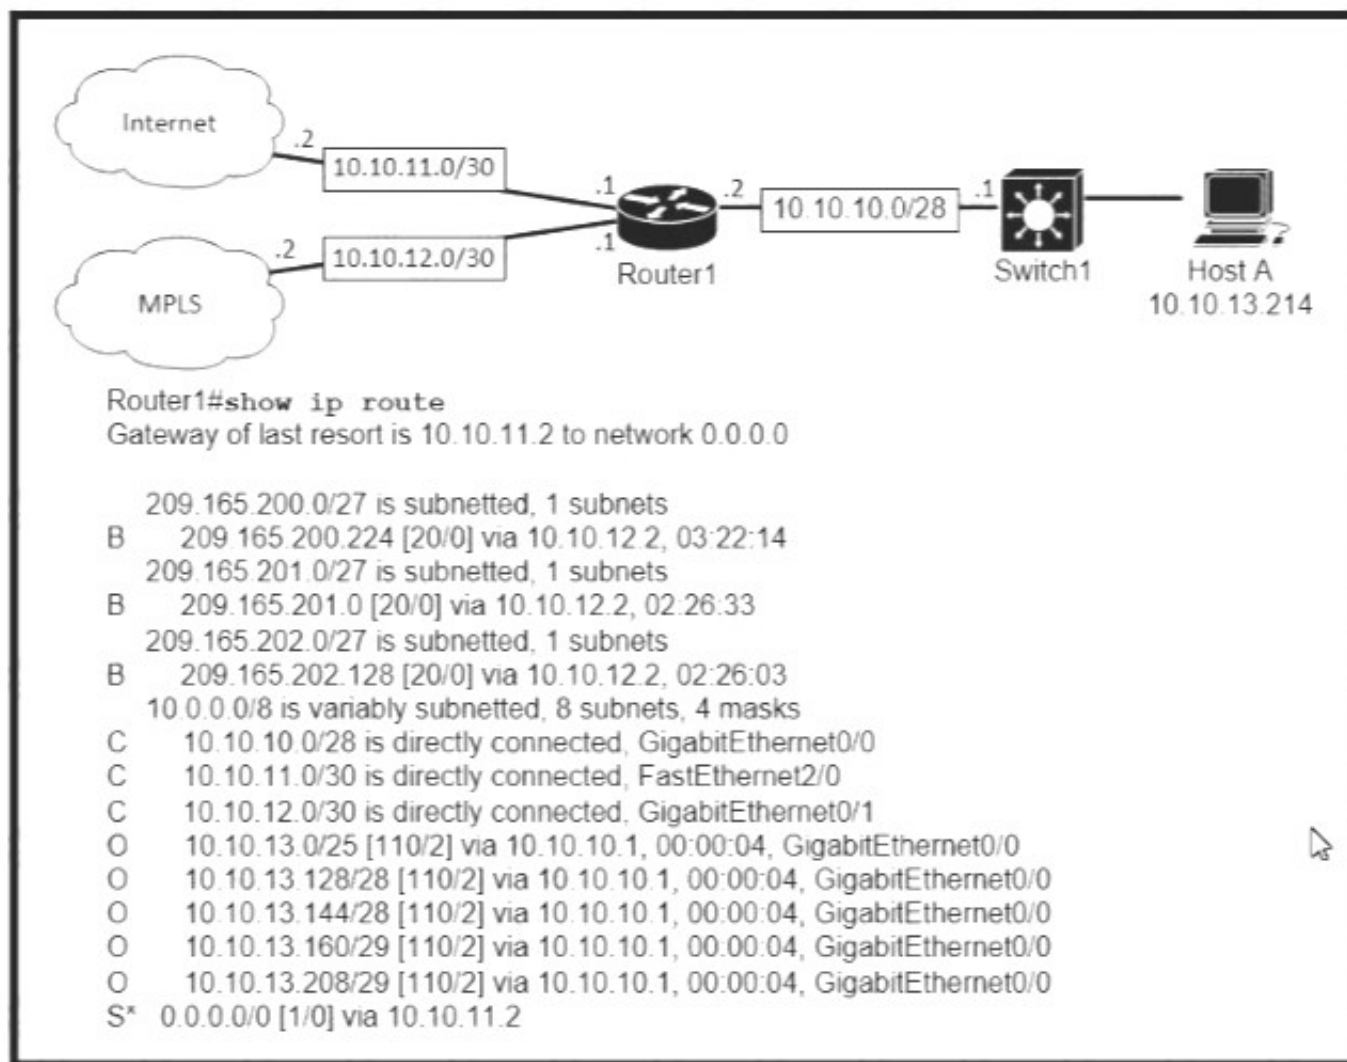 Internet
.2
10.10.11.0/30
.1
.2
10.10.10.0/28
.1
.2
10.10.12.0/30
.1
Router1
Switch1
Host A
10.10.13.214
MPLS
Router1#show ip route
Gateway of last resort is 10.10.11.2 to network 0.0.0.0
209.165.200.0/27 is subnetted, 1 subnets
B 209.165.200.224 [20/0] via 10.10.12.2, 03:22:14
209.165.201.0/27 is subnetted, 1 subnets
B 209.165.201.0 [20/0] via 10.10.12.2, 02:26:33
209.165.202.0/27 is subnetted, 1 subnets
B 209.165.202.128 [20/0] via 10.10.12.2, 02:26:03
10.0.0.0/8 is variably subnetted, 8 subnets, 4 masks
C 10.10.10.0/28 is directly connected, GigabitEthernet0/0
C 10.10.11.0/30 is directly connected, FastEthernet2/0
C 10.10.12.0/30 is directly connected, GigabitEthernet0/1
O 10.10.13.0/25 [110/2] via 10.10.10.1, 00:00:04, GigabitEthernet0/0
O 10.10.13.128/28 [110/2] via 10.10.10.1, 00:00:04, GigabitEthernet0/0
O 10.10.13.144/28 [110/2] via 10.10.10.1, 00:00:04, GigabitEthernet0/0
O 10.10.13.160/29 [110/2] via 10.10.10.1, 00:00:04, GigabitEthernet0/0
O 10.10.13.208/29 [110/2] via 10.10.10.1, 00:00:04, GigabitEthernet0/0
S* 0.0.0.0/0 [1/0] via 10.10.11.2